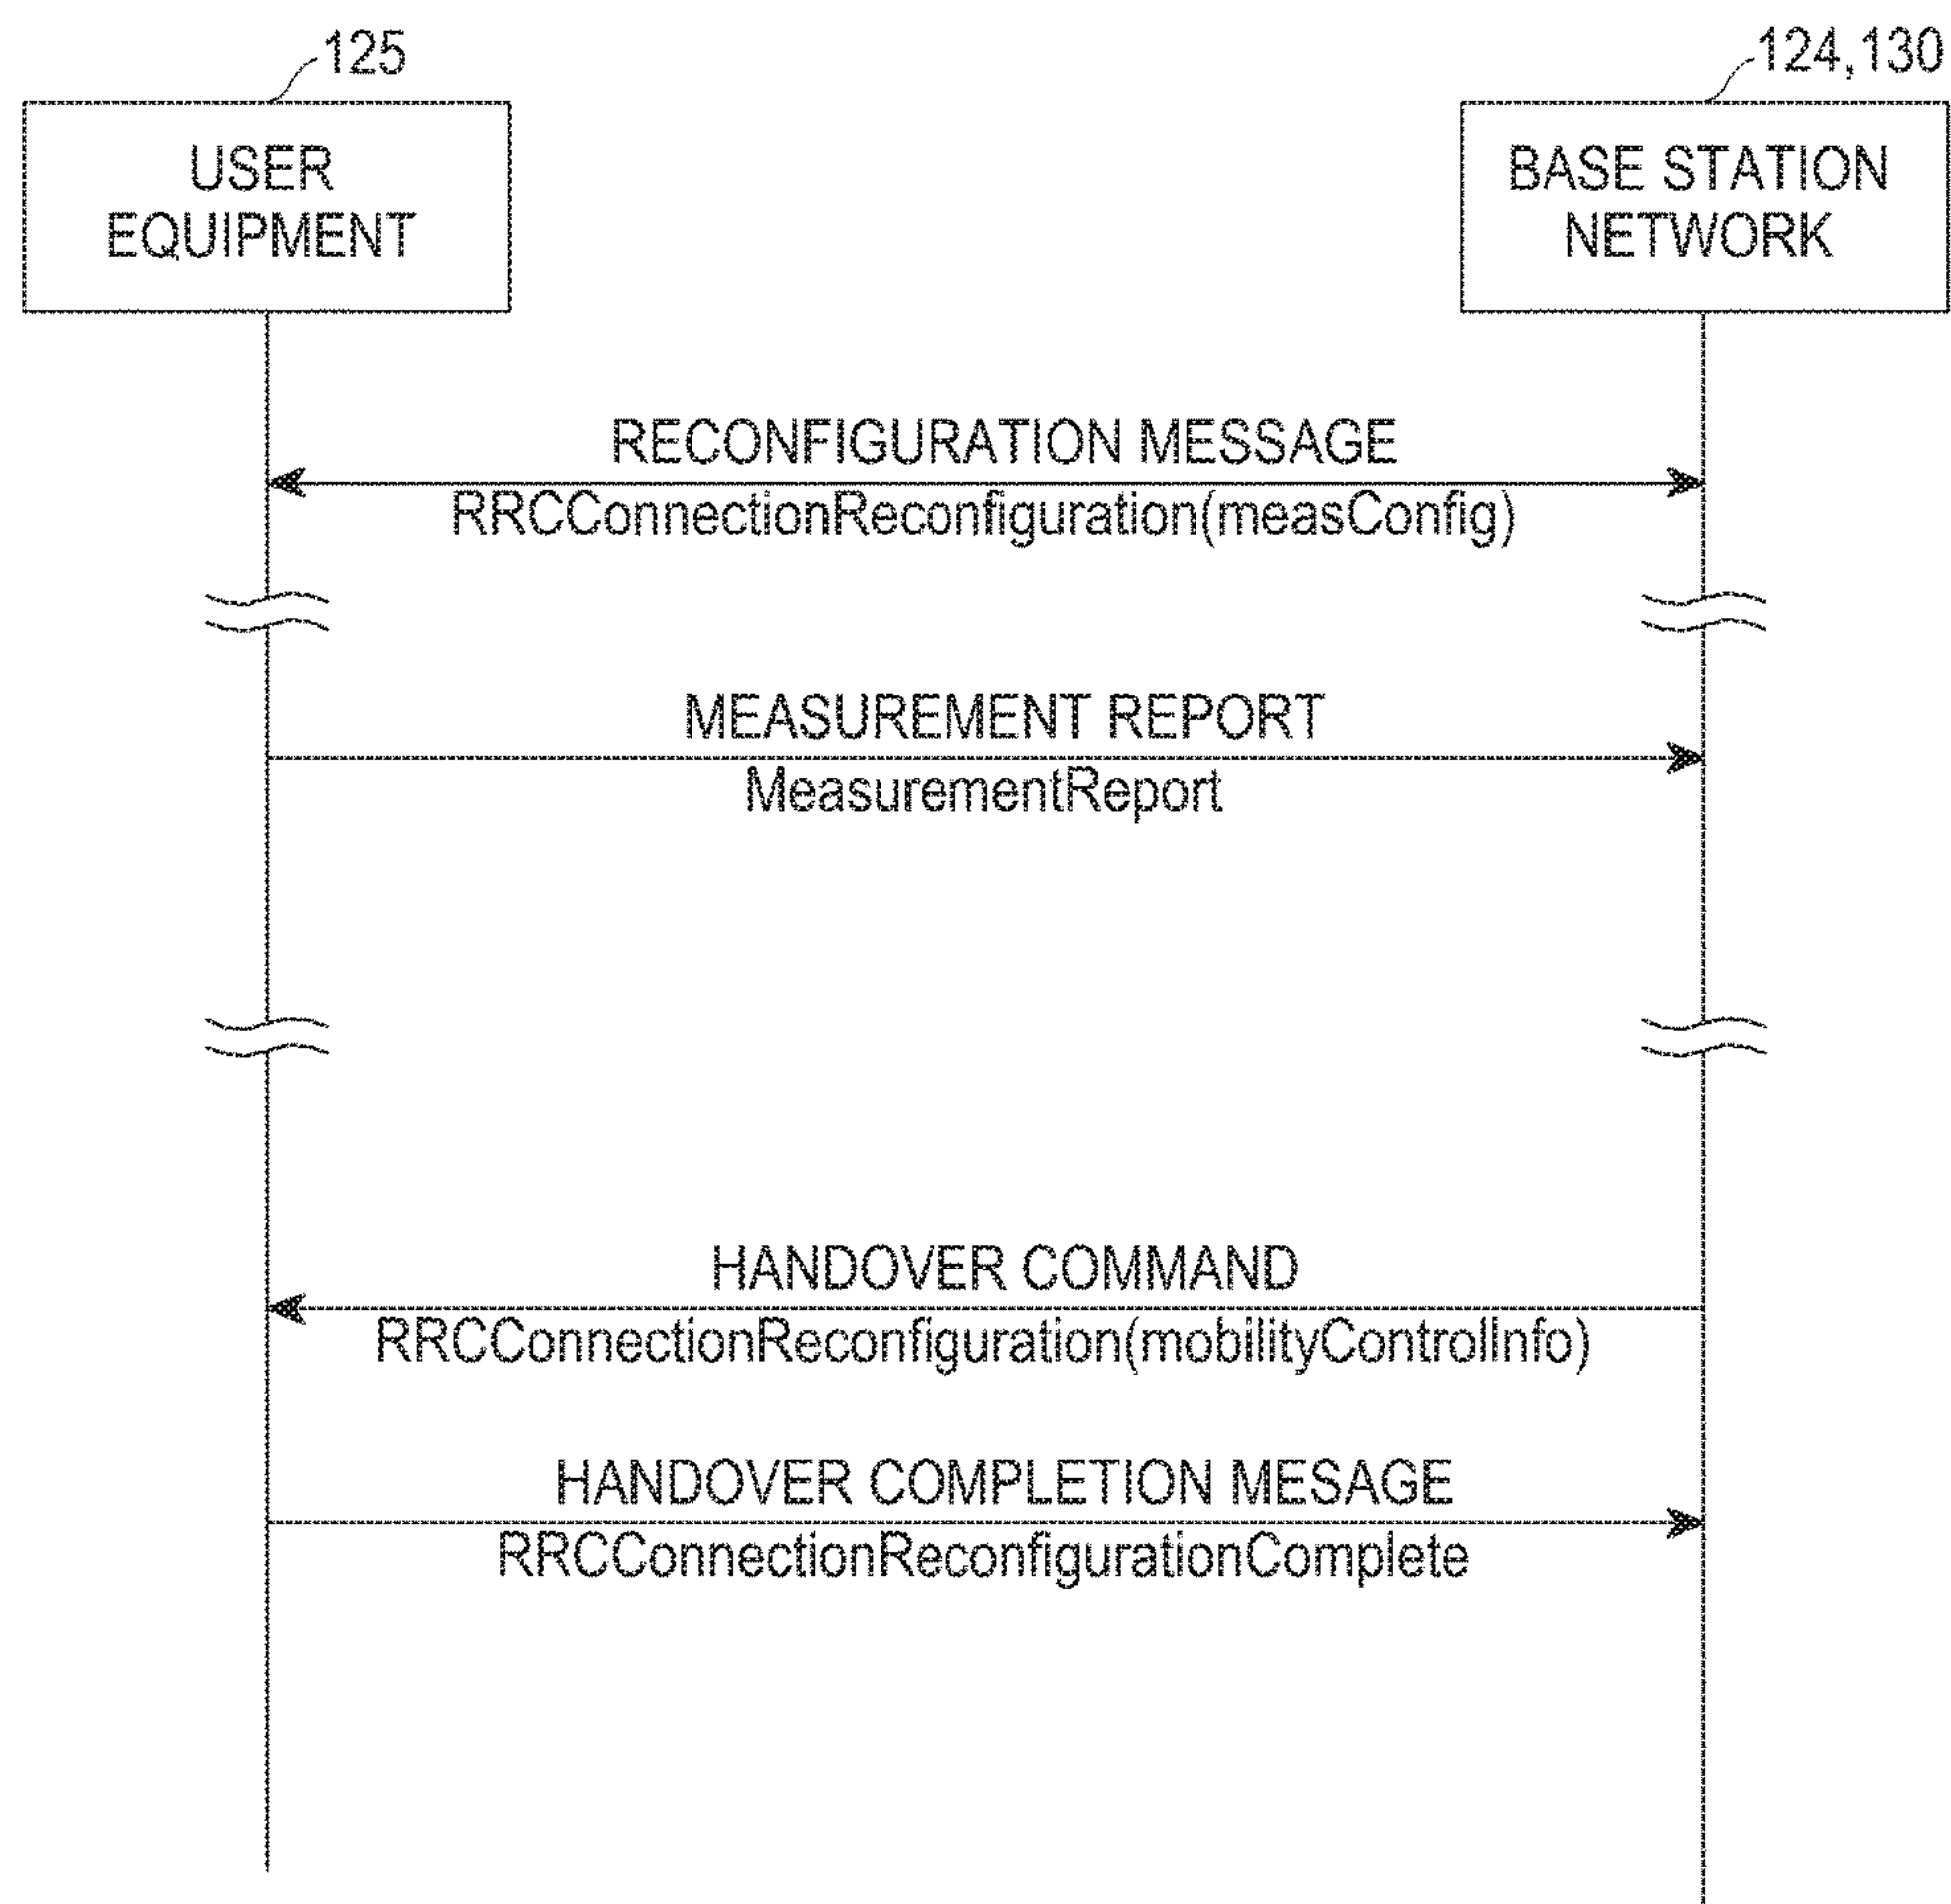 125
124,130
USER
EQUIPMENT
BASE STATION
NETWORK
RECONFIGURATION MESSAGE
RRCConnectionReconfiguration(measConfig)
MEASUREMENT REPORT
MeasurementReport
HANDOVER COMMAND
RRCConnectionReconfiguration(mobilityControlInfo)
HANDOVER COMPLETION MESAGE
RRCConnectionReconfigurationComplete